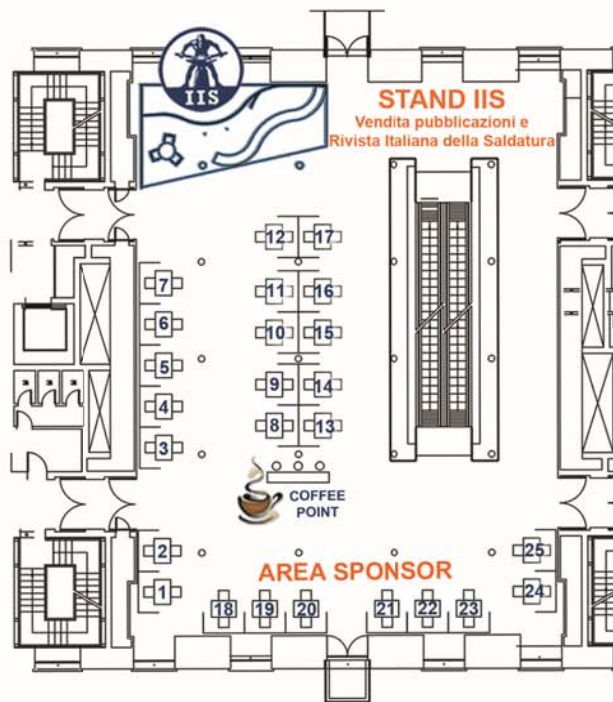 IIS
STAND IIS
Vendita pubblicazioni e
Rivista Italiana della Saldatura
12 17
7 11 16
6 10 15
5 9 14
4 8 13
3
COFFEE
POINT
2 25
AREA SPONSOR
1 24
18 19 20 21 22 23